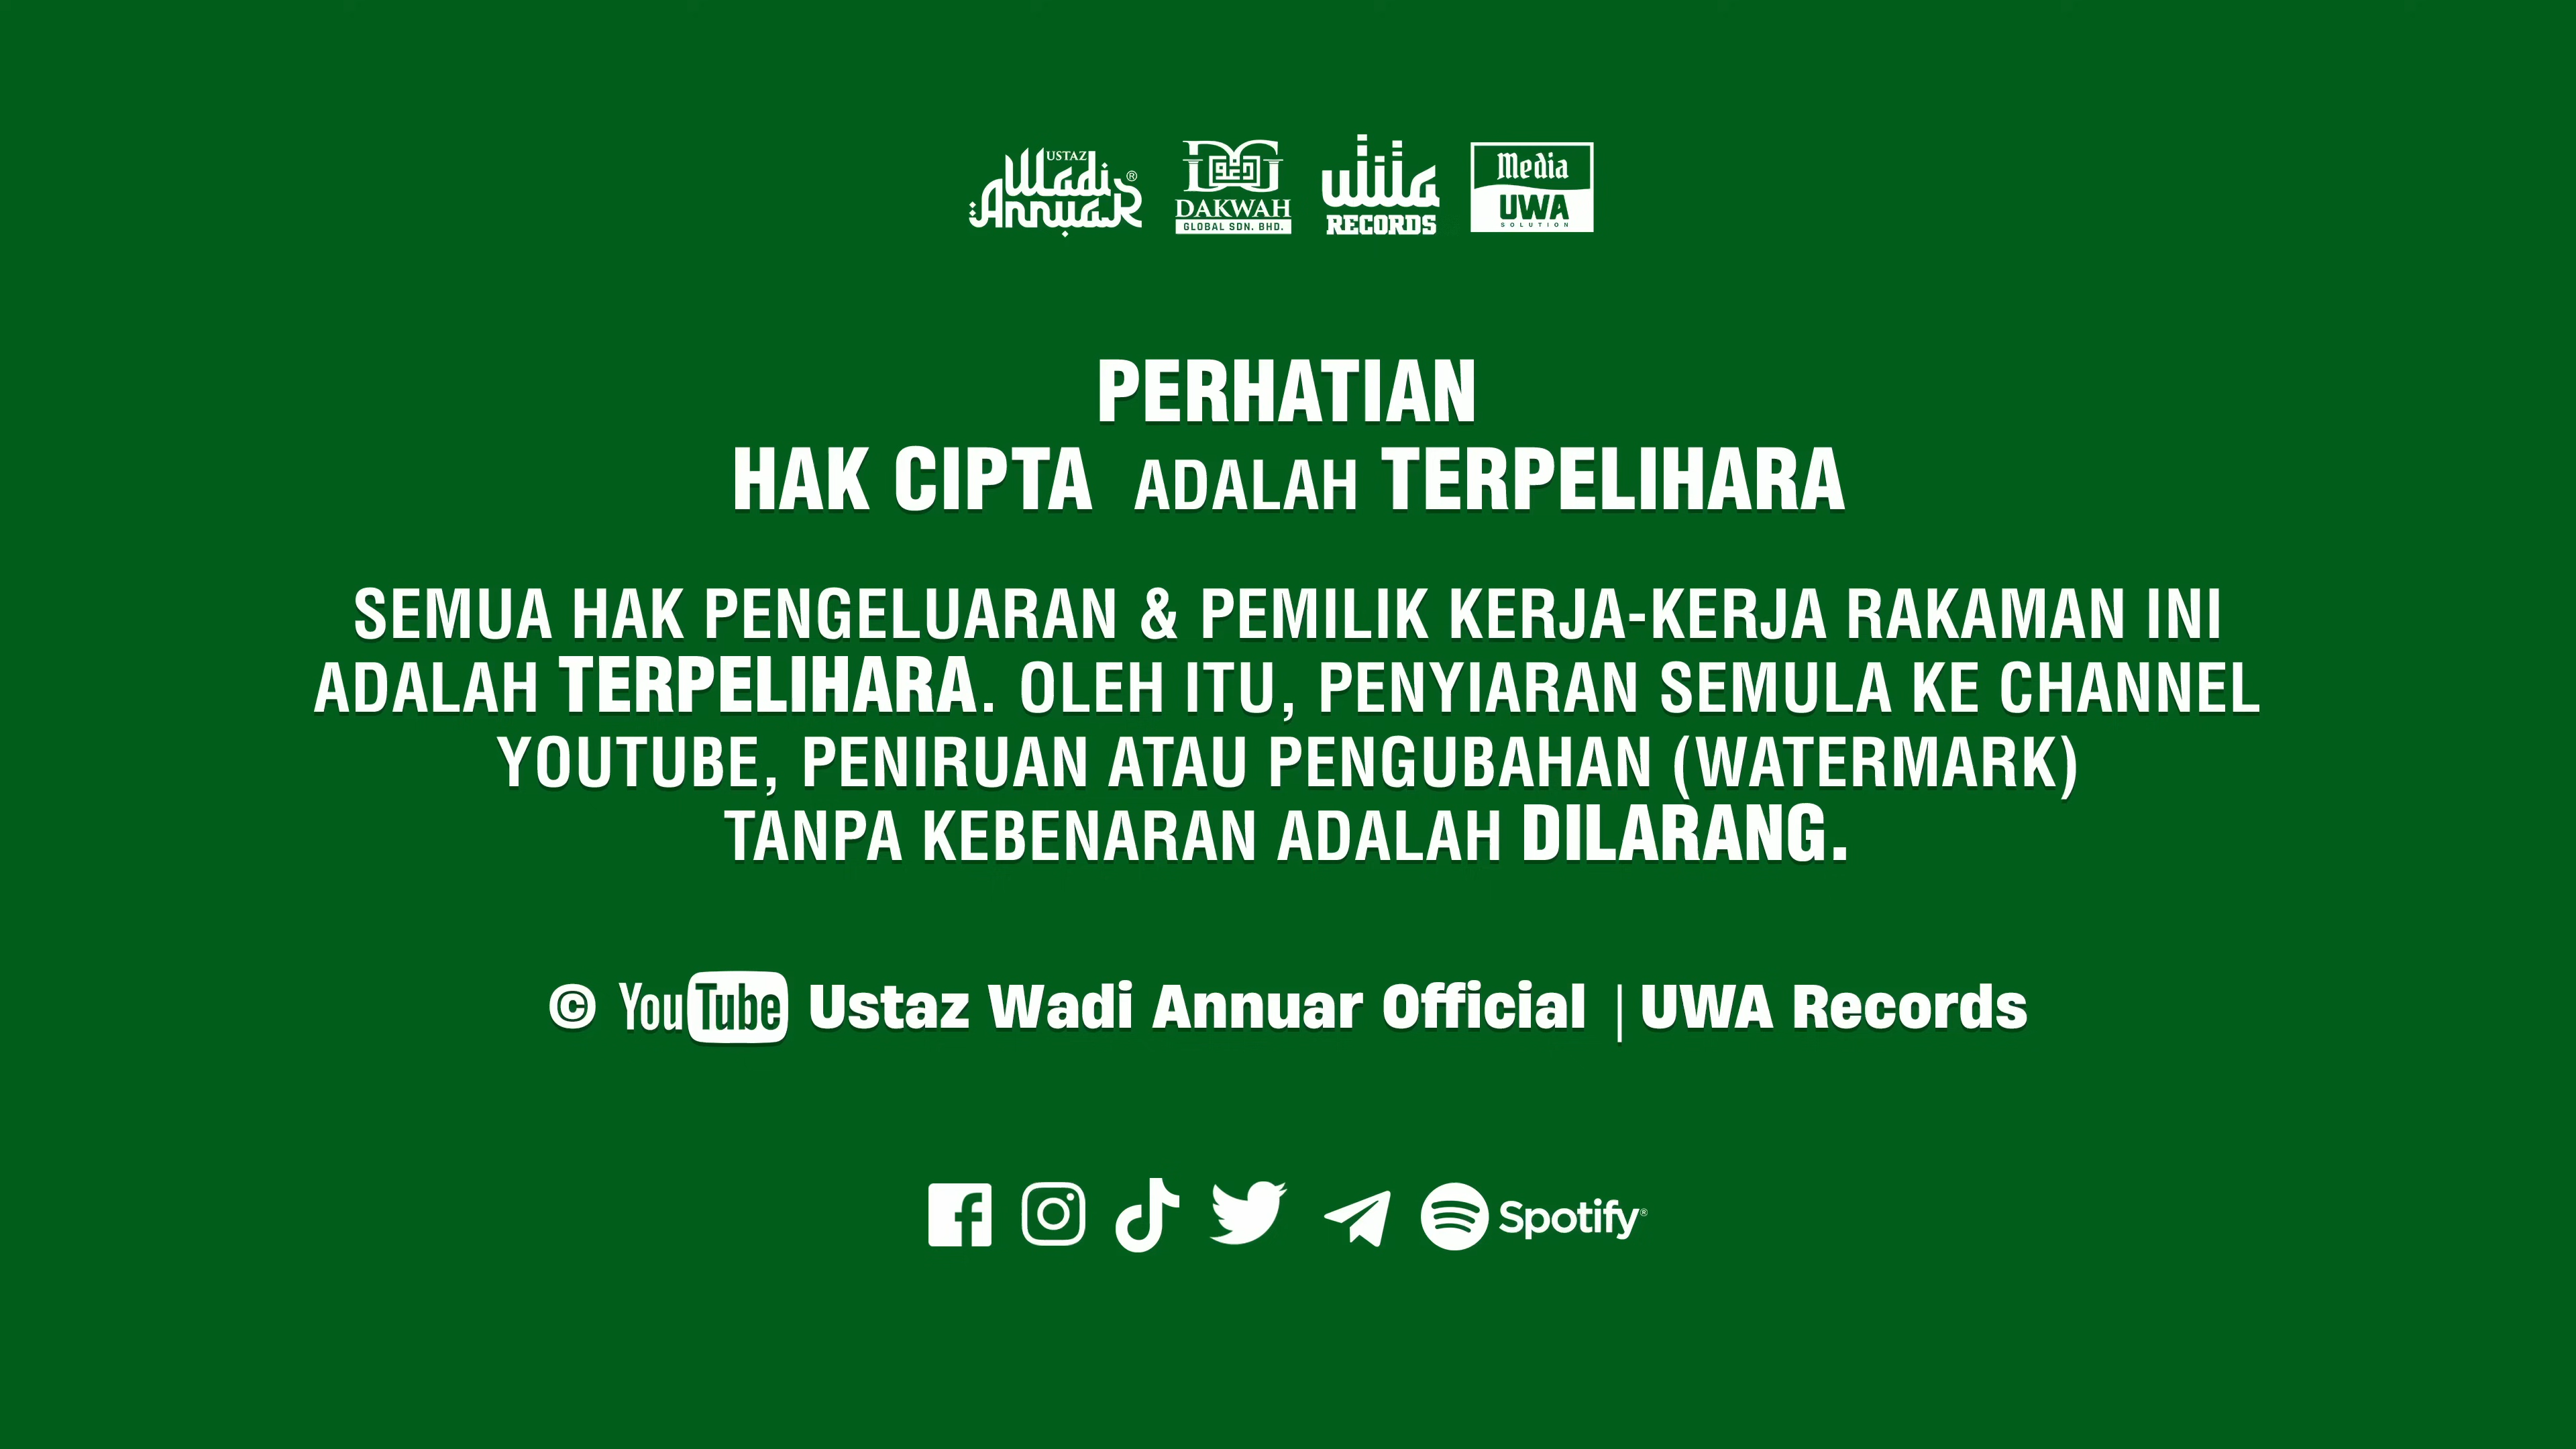 USTAZ Wadi Annuar ®
DAKWAH
GLOBAL SDN. BHD.
uwa RECORDS
Media
UWA
SOLUTION
PERHATIAN
HAK CIPTA ADALAH TERPELIHARA
SEMUA HAK PENGELUARAN & PEMILIK KERJA-KERJA RAKAMAN INI
ADALAH TERPELIHARA. OLEH ITU, PENYIARAN SEMULA KE CHANNEL
YOUTUBE, PENIRUAN ATAU PENGUBAHAN (WATERMARK)
TANPA KEBENARAN ADALAH DILARANG.
© YouTube Ustaz Wadi Annuar Official | UWA Records
Spotify®